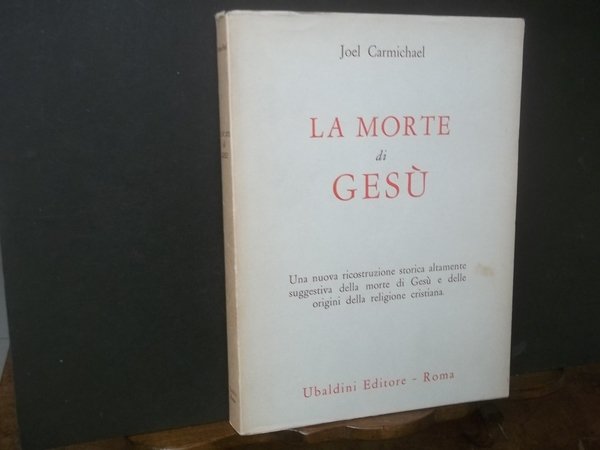 Joel Carmichael
LA MORTE
di
GESÙ
Una nuova ricostruzione storica altamente
suggestiva della morte di Gesù e delle
origini della religione cristiana.
Ubaldini Editore - Roma